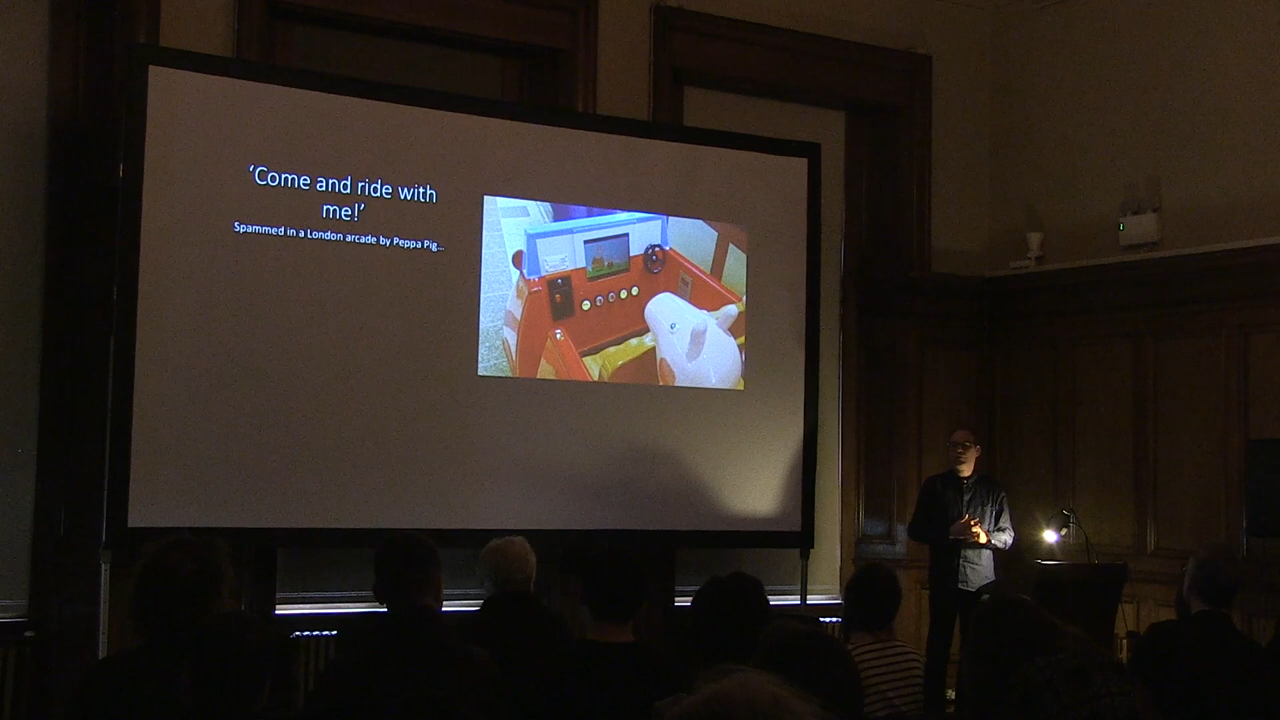 ‘Come and ride with
me!’
Spammed in a London arcade by Peppa Pig...